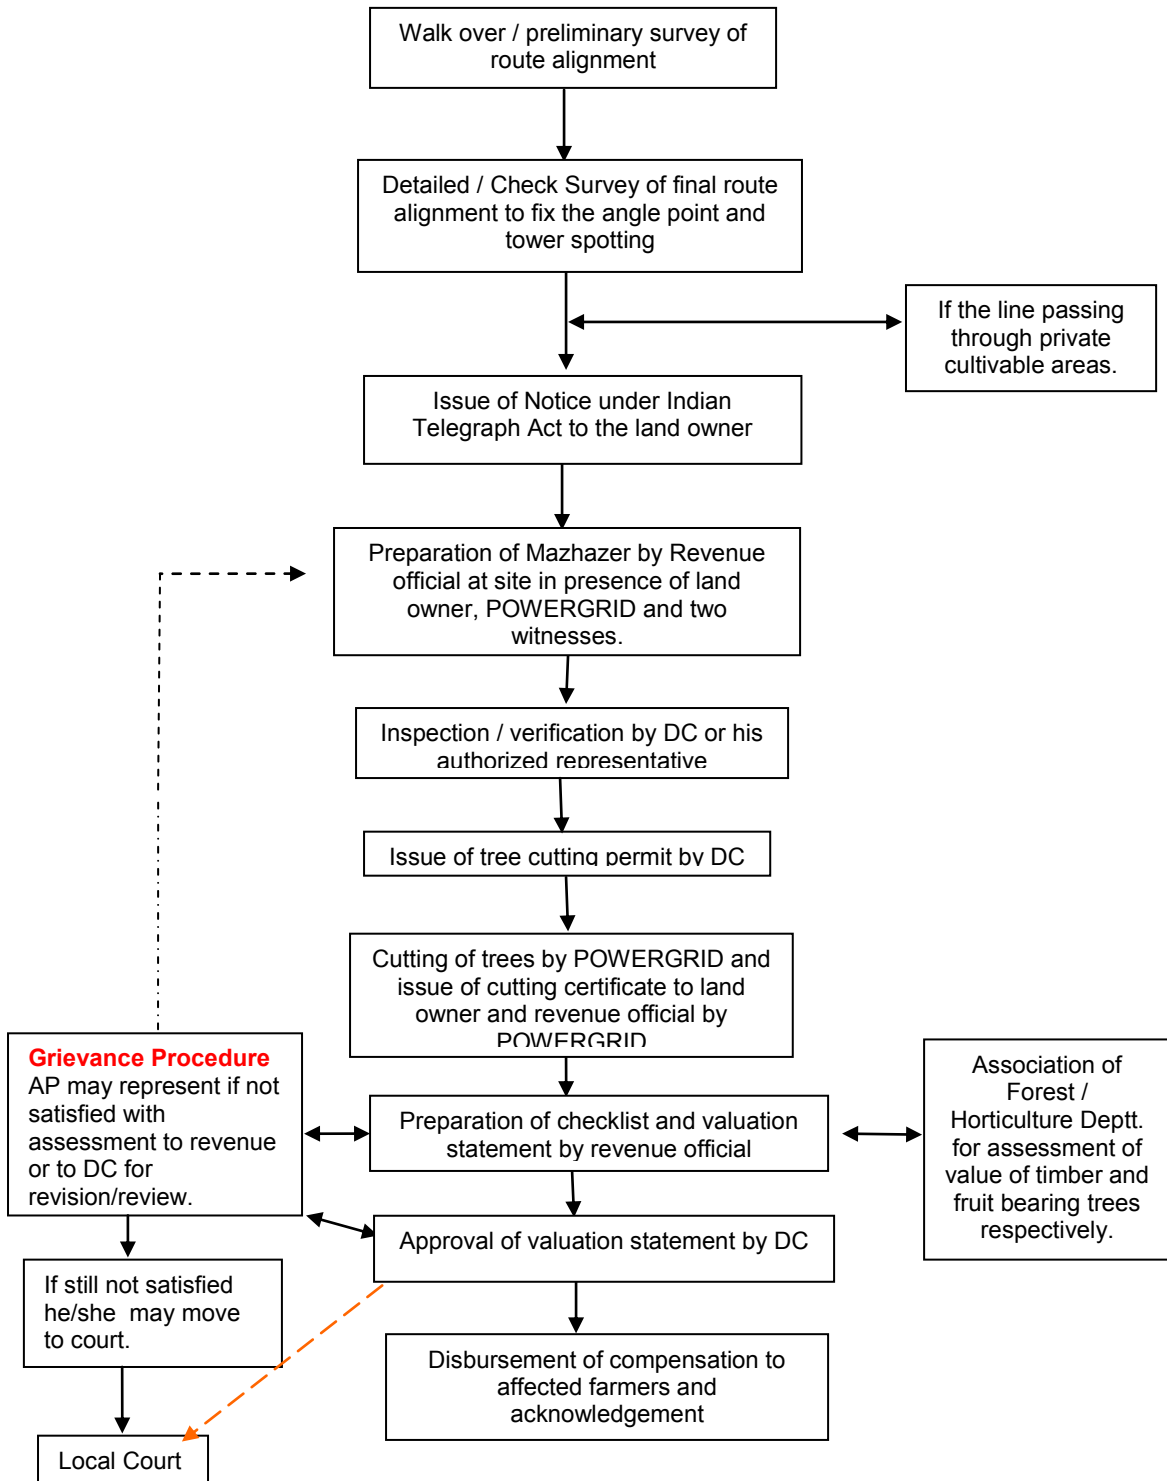 Walk over / preliminary survey of
route alignment
Detailed / Check Survey of final route
alignment to fix the angle point and
tower spotting
If the line passing
through private
cultivable areas.
Issue of Notice under Indian
Telegraph Act to the land owner
Preparation of Mazhazer by Revenue
official at site in presence of land
owner, POWERGRID and two
witnesses.
Inspection / verification by DC or his
authorized representative
Issue of tree cutting permit by DC
Cutting of trees by POWERGRID and
issue of cutting certificate to land
owner and revenue official by
POWERGRID
Grievance Procedure
AP may represent if not
satisfied with
assessment to revenue
or to DC for
revision/review.
Preparation of checklist and valuation
statement by revenue official
Association of
Forest /
Horticulture Deptt.
for assessment of
value of timber and
fruit bearing trees
respectively.
Approval of valuation statement by DC
If still not satisfied
he/she may move
to court.
Disbursement of compensation to
affected farmers and
acknowledgement
Local Court